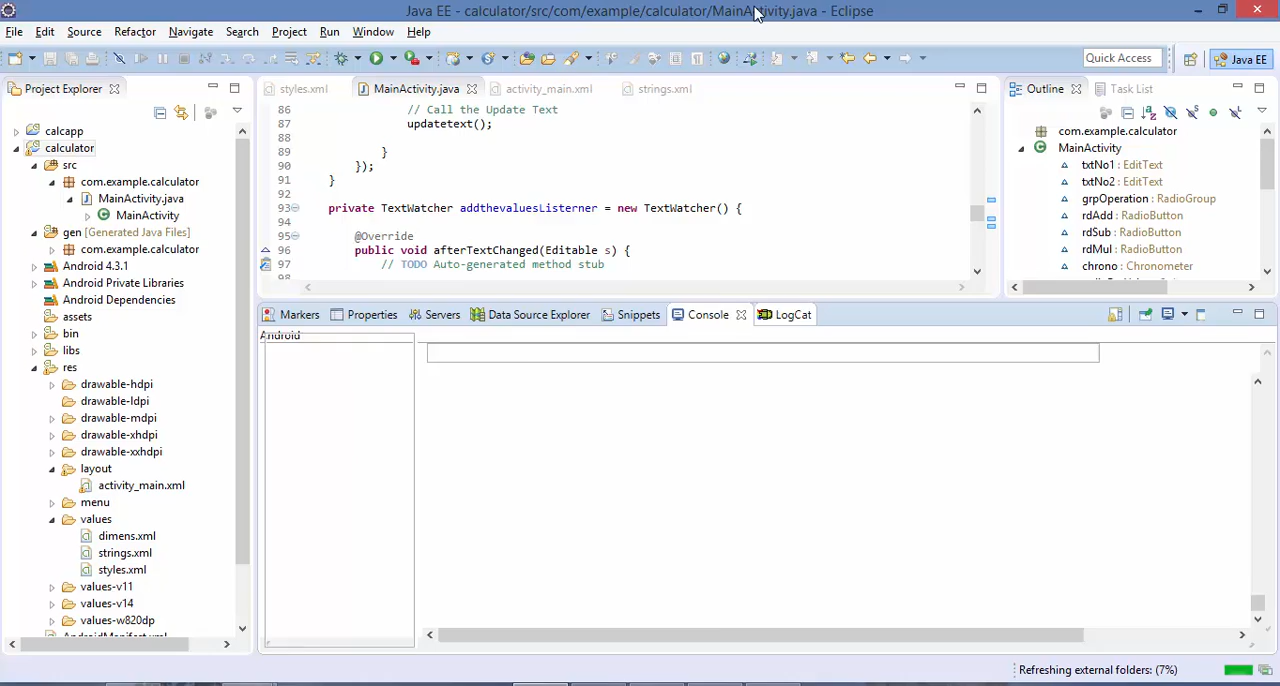 Java EE - calculator/src/com/example/calculator/MainActivity.java - Eclipse
File Edit Source Refactor Navigate Search Project Run Window Help
Quick Access Java EE
Project Explorer
calcapp
calculator
src
com.example.calculator
MainActivity.java
MainActivity
gen [Generated Java Files]
com.example.calculator
Android 4.3.1
Android Private Libraries
Android Dependencies
assets
bin
libs
res
drawable-hdpi
drawable-ldpi
drawable-mdpi
drawable-xhdpi
drawable-xxhdpi
layout
activity_main.xml
menu
values
dimens.xml
strings.xml
styles.xml
values-v11
values-v14
values-w820dp
AndroidManifest.xml
styles.xml MainActivity.java activity_main.xml strings.xml
86 // Call the Update Text
87 updatetext();
88
89 }
90 });
91 }
92
93 private TextWatcher addthevaluesListerner = new TextWatcher() {
94
95 @Override
96 public void afterTextChanged(Editable s) {
97 // TODO Auto-generated method stub
98
Outline Task List
com.example.calculator
MainActivity
txtNo1 : EditText
txtNo2 : EditText
grpOperation : RadioGroup
rdAdd : RadioButton
rdSub : RadioButton
rdMul : RadioButton
chrono : Chronometer
Markers Properties Servers Data Source Explorer Snippets Console LogCat
Android
Refreshing external folders: (7%)